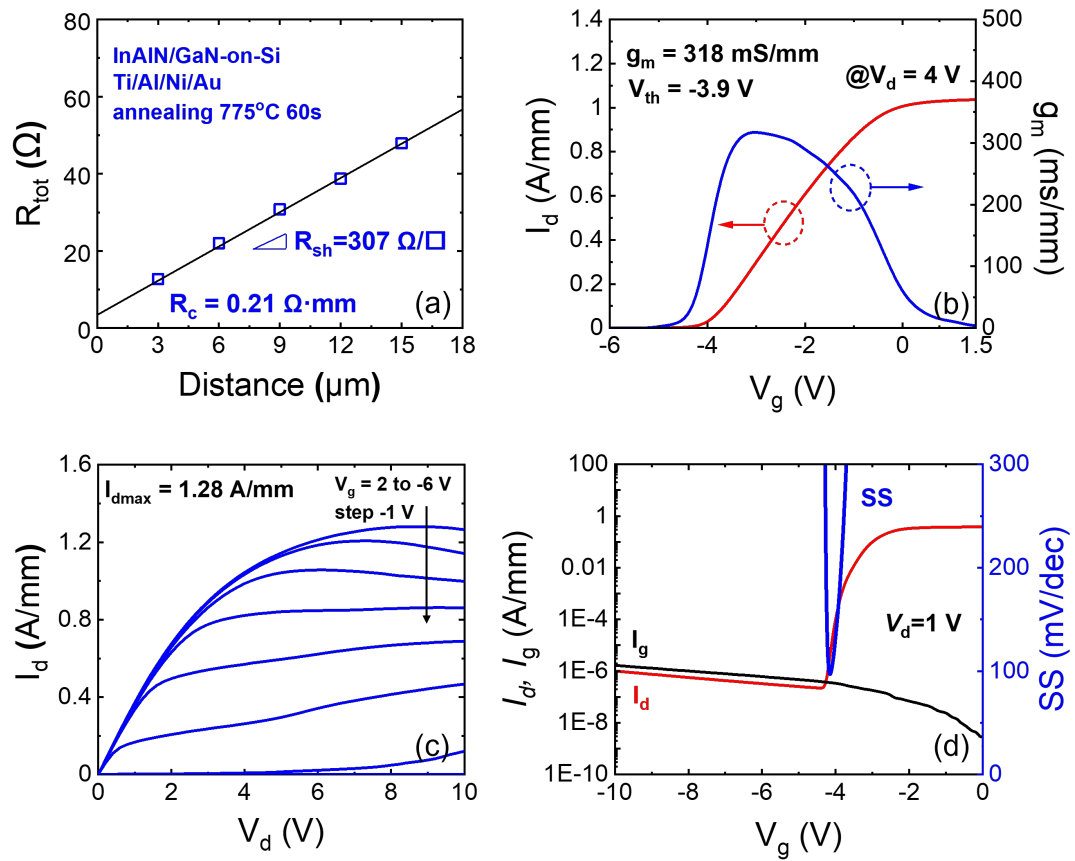 80
60
40
20
0
R_tot (Ω)
InAlN/GaN-on-Si
Ti/Al/Ni/Au
annealing 775°C 60s
R_sh=307 Ω/□
R_c = 0.21 Ω·mm
(a)
0 3 6 9 12 15 18
Distance (μm)
1.6
1.4
1.2
1
0.8
0.6
0.4
0.2
0
I_d (A/mm)
g_m = 318 mS/mm
V_th = -3.9 V
@V_d = 4 V
(b)
500
400
300
200
100
0
g_m (ms/mm)
-6 -4 -2 0 1.5
V_g (V)
1.6
1.2
0.8
0.4
0
I_d (A/mm)
I_dmax = 1.28 A/mm
V_g = 2 to -6 V
step -1 V
(c)
0 2 4 6 8 10
V_d (V)
100
1
0.01
1E-4
1E-6
1E-8
1E-10
I_d, I_g (A/mm)
SS
V_d=1 V
I_g
I_d
(d)
300
200
100
0
SS (mV/dec)
-10 -8 -6 -4 -2 0
V_g (V)